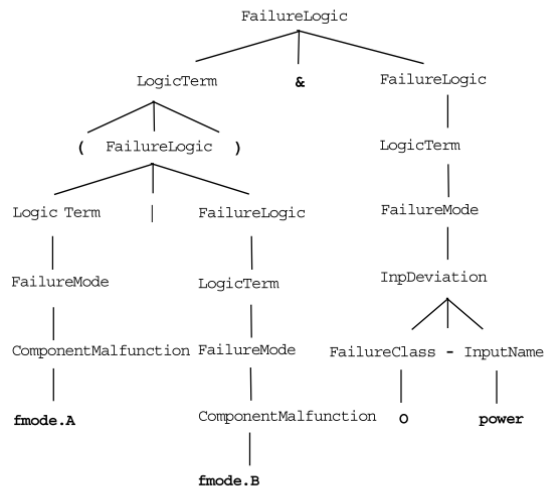 FailureLogic
LogicTerm & FailureLogic
( FailureLogic ) LogicTerm
Logic Term | FailureLogic FailureMode
FailureMode LogicTerm InpDeviation
ComponentMalfunction FailureMode FailureClass - InputName
fmode.A ComponentMalfunction O power
fmode.B